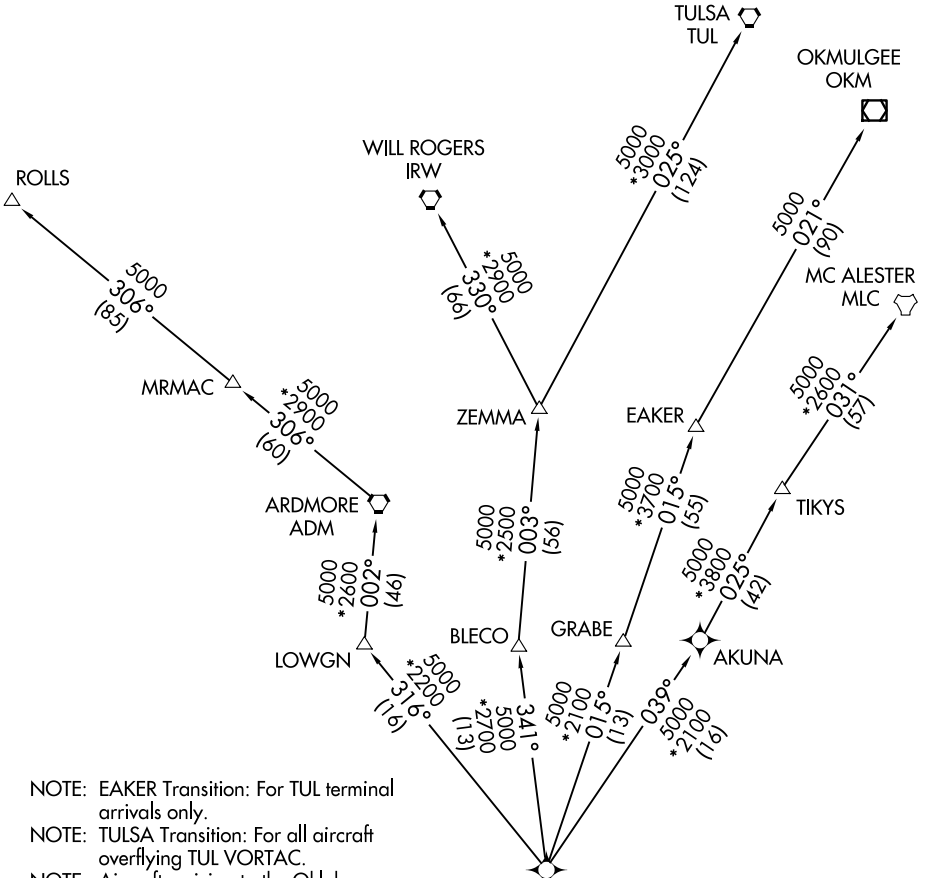 TULSA
TUL
OKMULGEE
OKM
5000
*3000
025°
(124)
WILL ROGERS
IRW
ROLLS
5000
021°
(90)
MC ALESTER
MLC
5000
*2900
330°
(66)
5000
306°
(85)
MRMAC
5000
*2900
306°
(60)
ZEMMA
EAKER
5000
*2600
031°
(57)
ARDMORE
ADM
5000
*2500
003°
(56)
5000
*3700
015°
(55)
TIKYS
5000
*2600
002°
(46)
5000
*3800
025°
(42)
LOWGN
BLECO
GRABE
AKUNA
5000
*2200
316°
(16)
341°
5000
*2700
(13)
5000
*2100
015°
(13)
039°
5000
*2100
(16)
NOTE: EAKER Transition: For TUL terminal
arrivals only.
NOTE: TULSA Transition: For all aircraft
overflying TUL VORTAC.